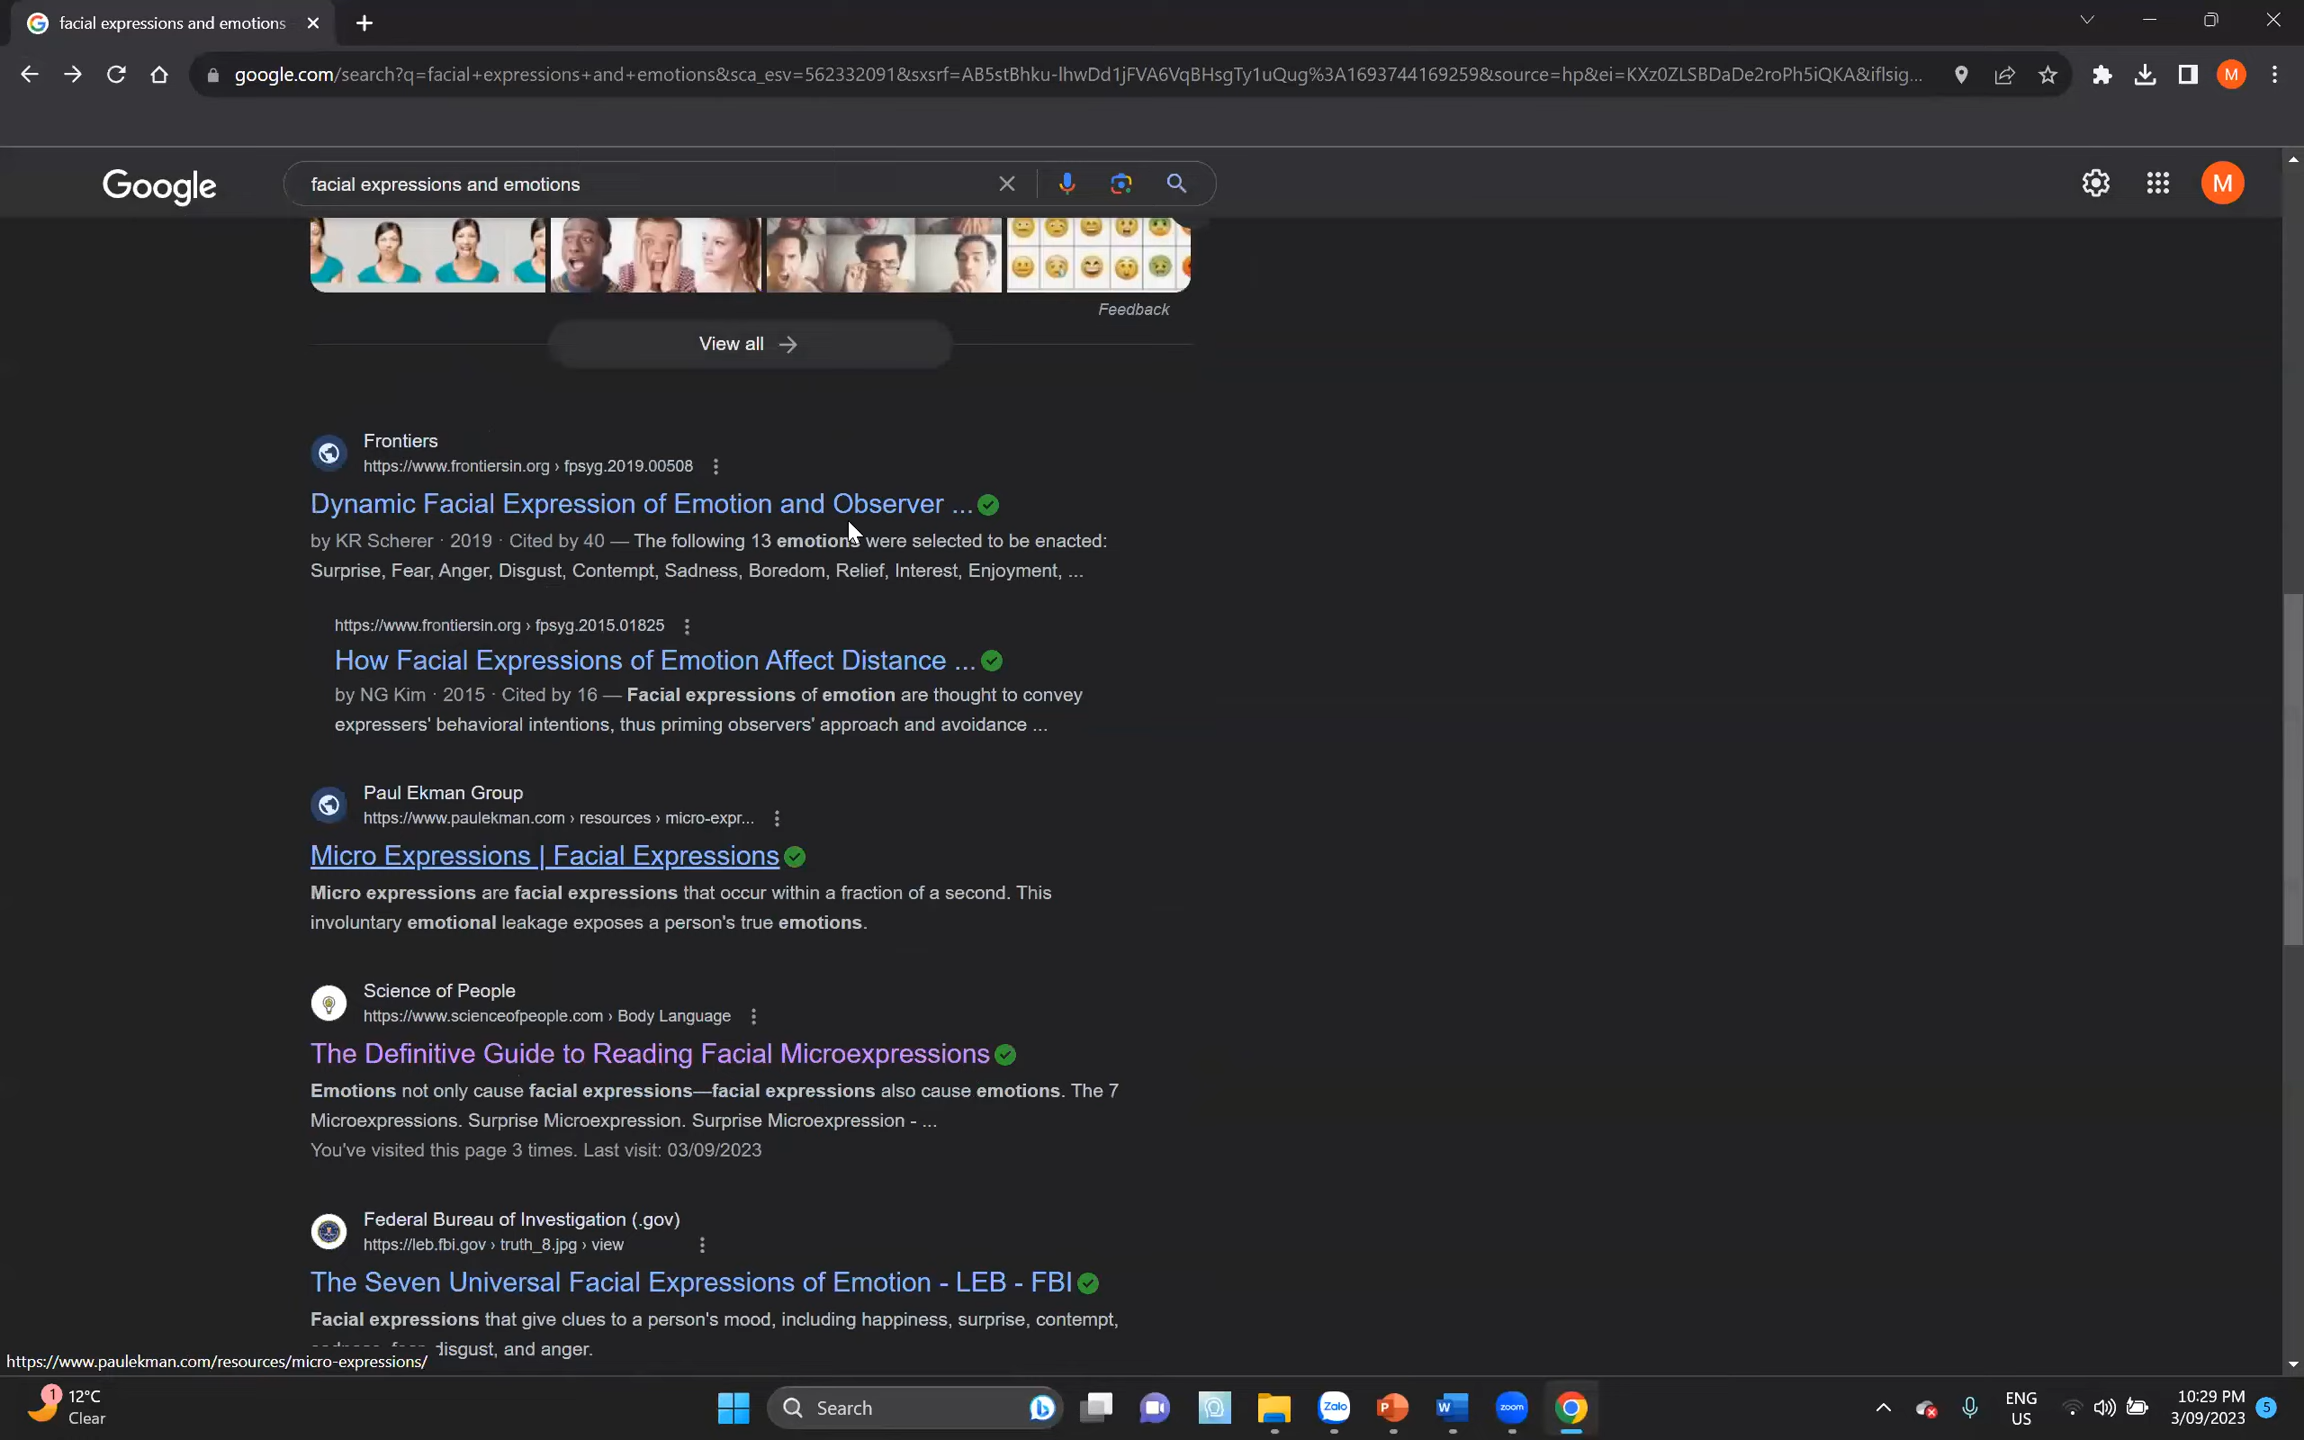 facial expressions and emotions
google.com/search?q=facial+expressions+and+emotions&sca_esv=562332091&sxsrf=AB5stBhku-lhwDd1jFVA6VqBHsgTy1uQug%3A1693744169259&source=hp&ei=KXz0ZLSBDaDe2roPh5iQKA&iflsig...
M
Google
facial expressions and emotions
M
Feedback
View all
Frontiers
https://www.frontiersin.org › fpsyg.2019.00508
Dynamic Facial Expression of Emotion and Observer ...
by KR Scherer · 2019 · Cited by 40 — The following 13 emotions were selected to be enacted:
Surprise, Fear, Anger, Disgust, Contempt, Sadness, Boredom, Relief, Interest, Enjoyment, ...
https://www.frontiersin.org › fpsyg.2015.01825
How Facial Expressions of Emotion Affect Distance ...
by NG Kim · 2015 · Cited by 16 — Facial expressions of emotion are thought to convey
expressers' behavioral intentions, thus priming observers' approach and avoidance ...
Paul Ekman Group
https://www.paulekman.com › resources › micro-expr...
Micro Expressions | Facial Expressions
Micro expressions are facial expressions that occur within a fraction of a second. This
involuntary emotional leakage exposes a person's true emotions.
Science of People
https://www.scienceofpeople.com › Body Language
The Definitive Guide to Reading Facial Microexpressions
Emotions not only cause facial expressions—facial expressions also cause emotions. The 7
Microexpressions. Surprise Microexpression. Surprise Microexpression - ...
You've visited this page 3 times. Last visit: 03/09/2023
Federal Bureau of Investigation (.gov)
https://leb.fbi.gov › truth_8.jpg › view
The Seven Universal Facial Expressions of Emotion - LEB - FBI
Facial expressions that give clues to a person's mood, including happiness, surprise, contempt,
disgust, and anger.
https://www.paulekman.com/resources/micro-expressions/
1
12°C
Clear
Search
Zalo
P
W
zoom
ENG
US
10:29 PM
3/09/2023
5